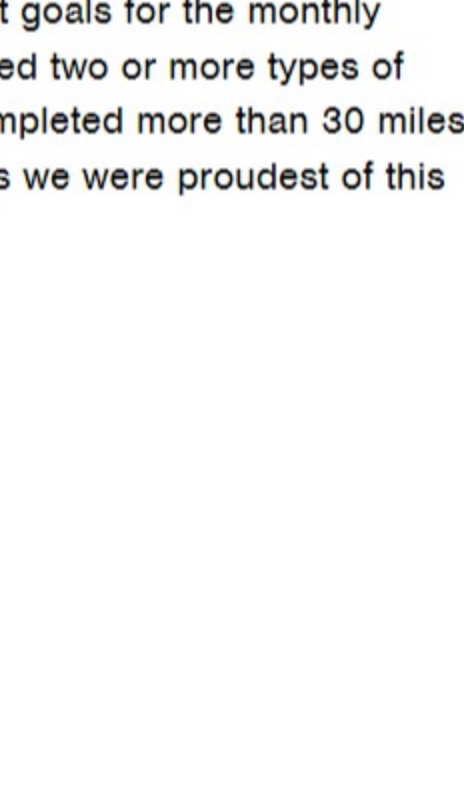 t goals for the monthly
ed two or more types of
mpleted more than 30 miles
s we were proudest of this